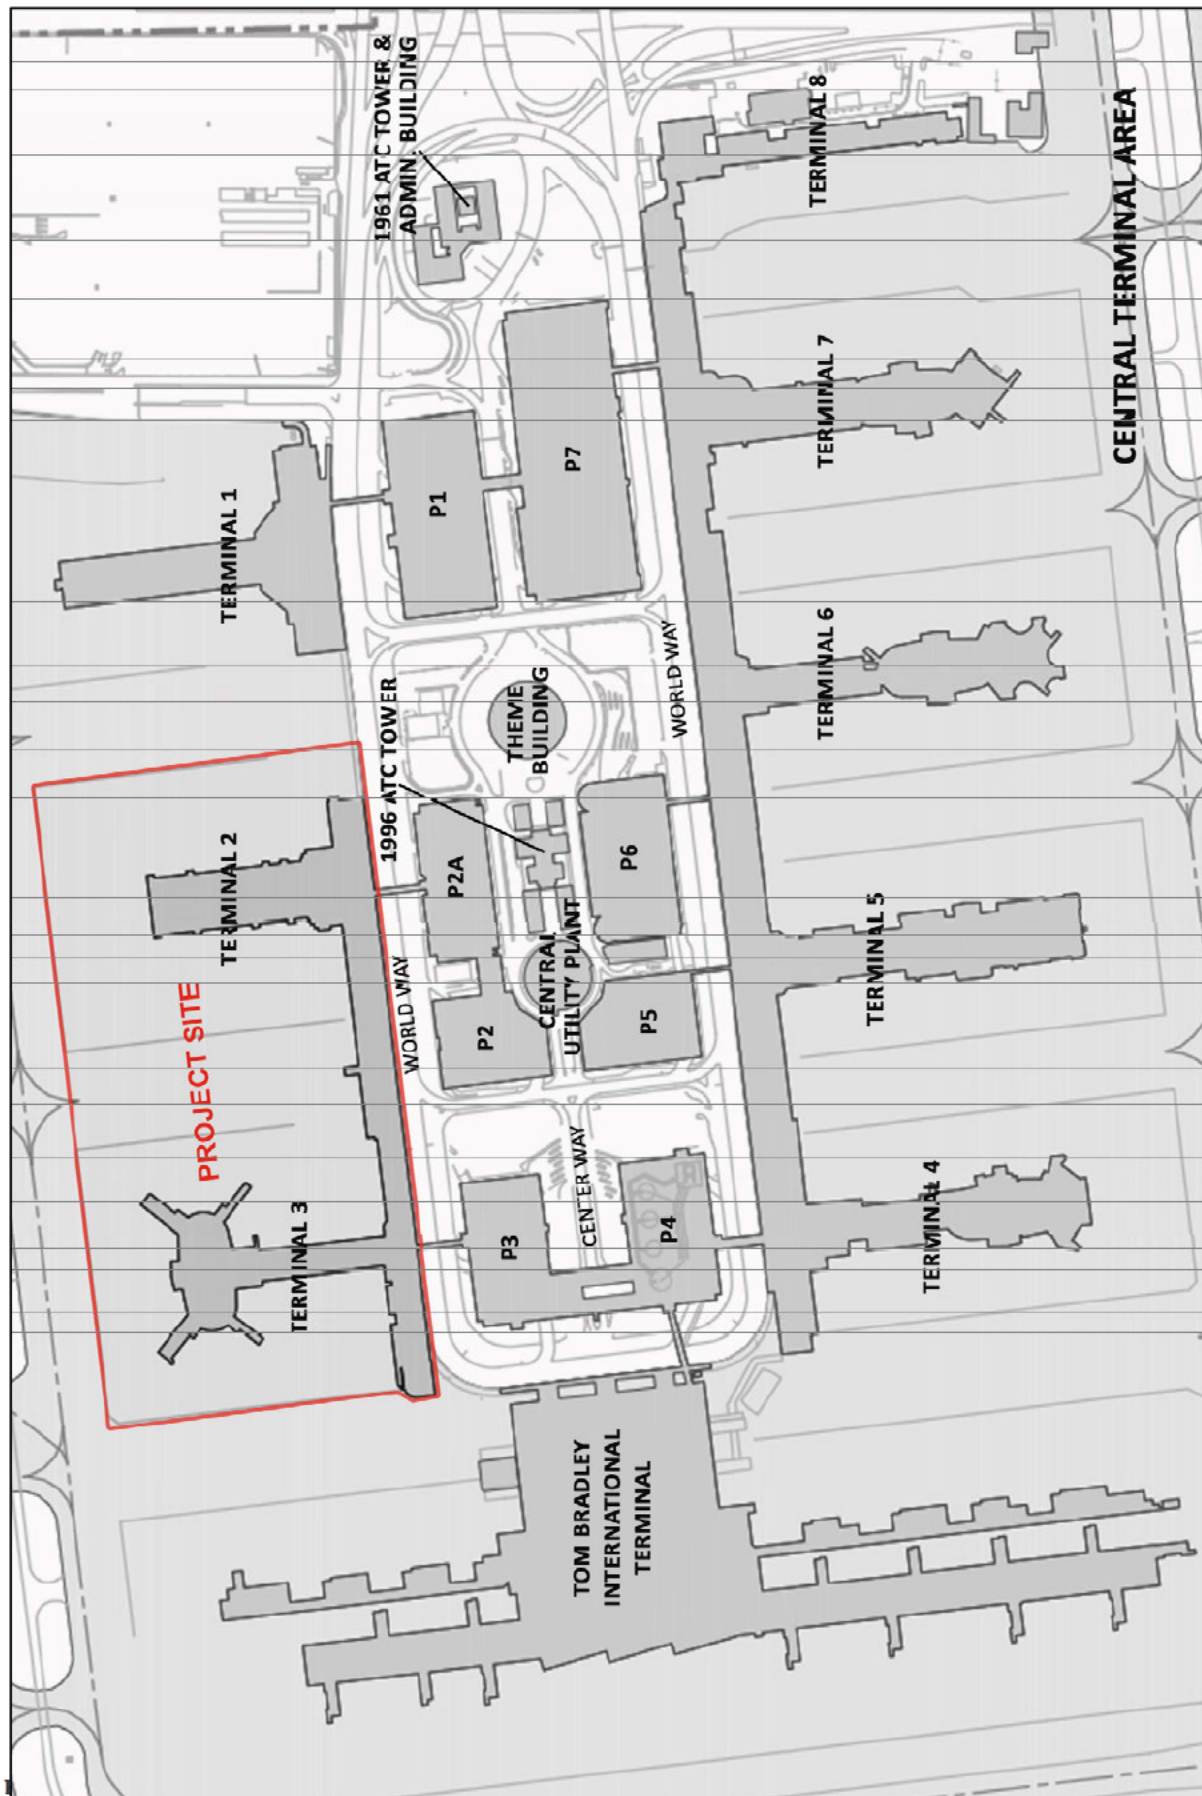 TOM BRADLEY
INTERNATIONAL
TERMINAL
TERMINAL 3
PROJECT SITE
TERMINAL 2
TERMINAL 1
WORLD WAY
P3
P2
P2A
1996 ATC TOWER
P1
1961 ATC TOWER &
ADMIN. BUILDING
CENTER WAY
CENTRAL
UTILITY PLANT
THEME
BUILDING
P4
P5
P6
P7
WORLD WAY
TERMINAL 4
TERMINAL 5
TERMINAL 6
TERMINAL 7
TERMINAL 8
CENTRAL TERMINAL AREA